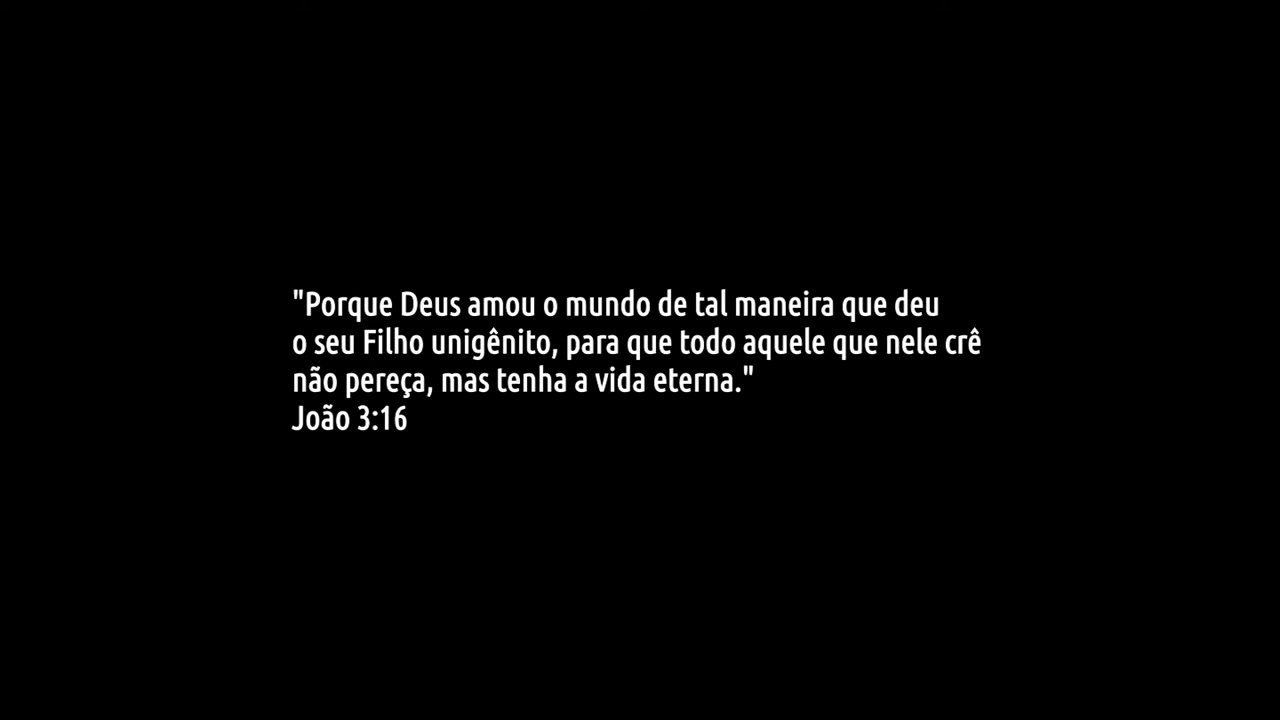 "Porque Deus amou o mundo de tal maneira que deu
o seu Filho unigênito, para que todo aquele que nele crê
não pereça, mas tenha a vida eterna."
João 3:16